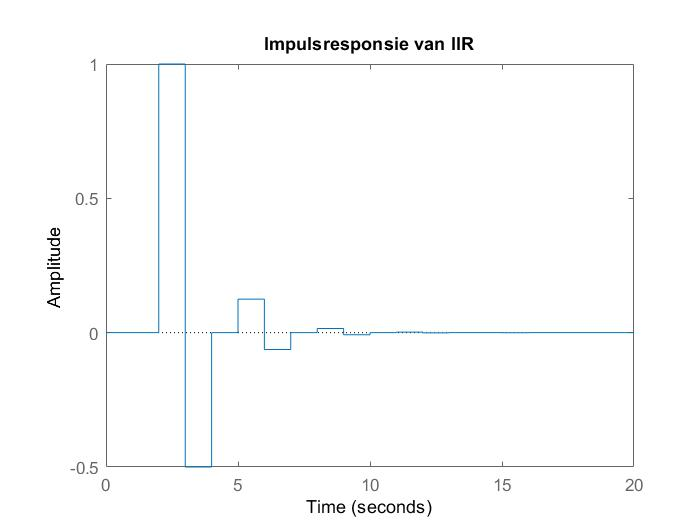 Impulsresponsie van IIR
1
0.5
Amplitude
0
-0.5
0 5 10 15 20
Time (seconds)